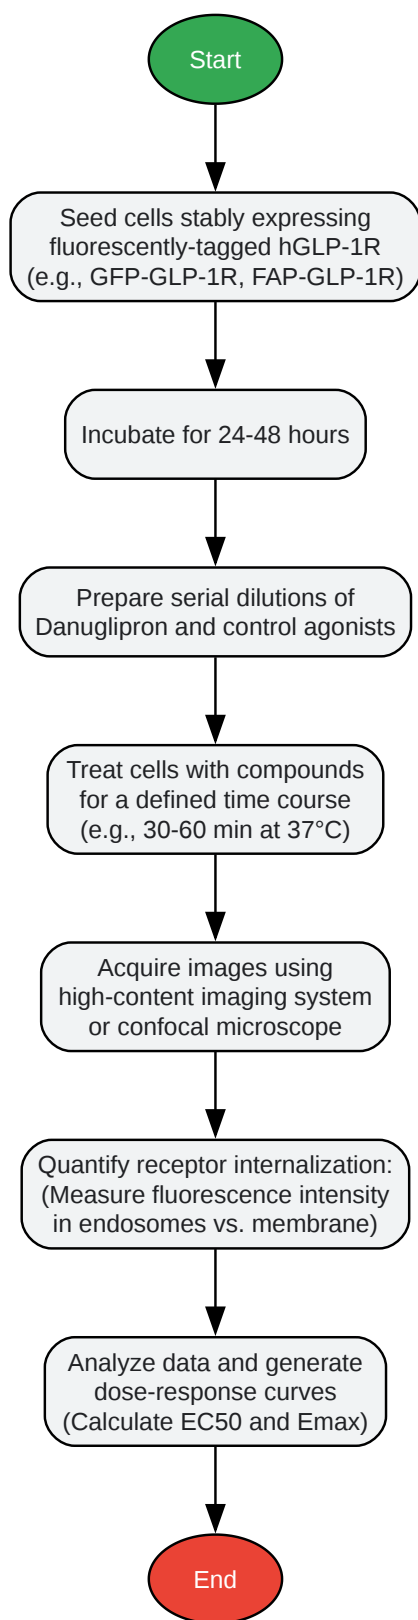 Start
Seed cells stably expressing
fluorescently-tagged hGLP-1R
(e.g., GFP-GLP-1R, FAP-GLP-1R)
Incubate for 24-48 hours
Prepare serial dilutions of
Danuglipron and control agonists
Treat cells with compounds
for a defined time course
(e.g., 30-60 min at 37°C)
Acquire images using
high-content imaging system
or confocal microscope
Quantify receptor internalization:
(Measure fluorescence intensity
in endosomes vs. membrane)
Analyze data and generate
dose-response curves
(Calculate EC50 and Emax)
End